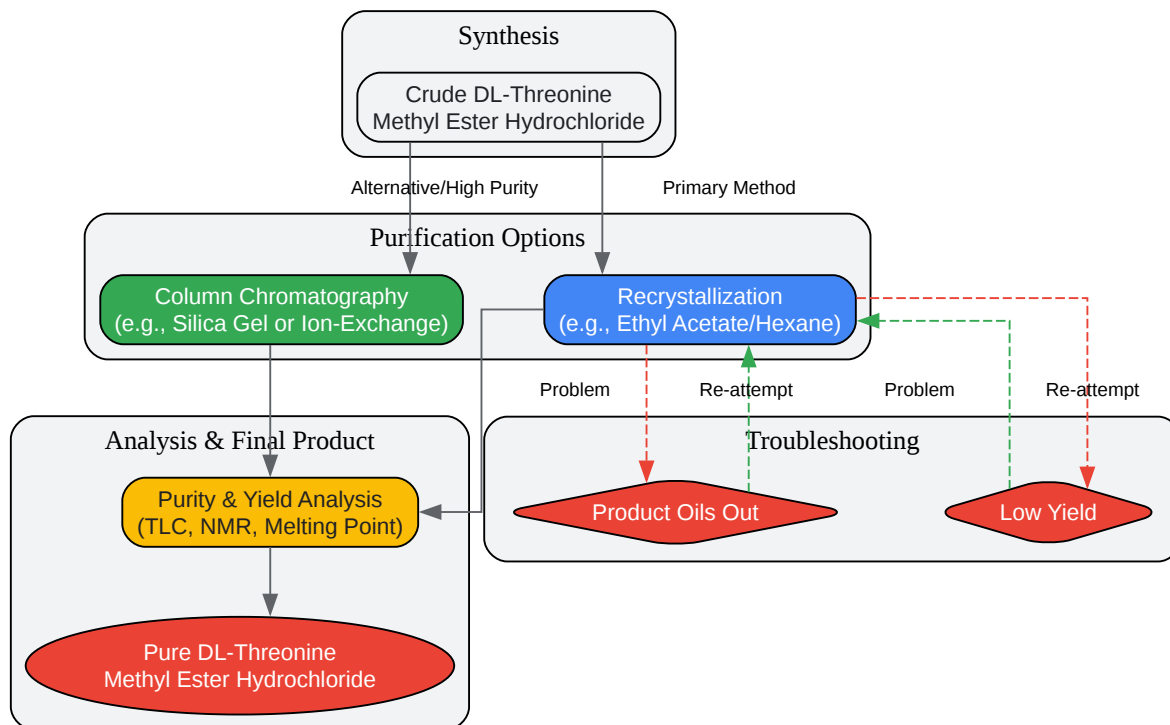 Synthesis
Crude DL-Threonine
Methyl Ester Hydrochloride
Alternative/High Purity
Primary Method
Purification Options
Column Chromatography
(e.g., Silica Gel or Ion-Exchange)
Recrystallization
(e.g., Ethyl Acetate/Hexane)
Problem
Re-attempt
Problem
Re-attempt
Analysis & Final Product
Troubleshooting
Purity & Yield Analysis
(TLC, NMR, Melting Point)
Product Oils Out
Low Yield
Pure DL-Threonine
Methyl Ester Hydrochloride